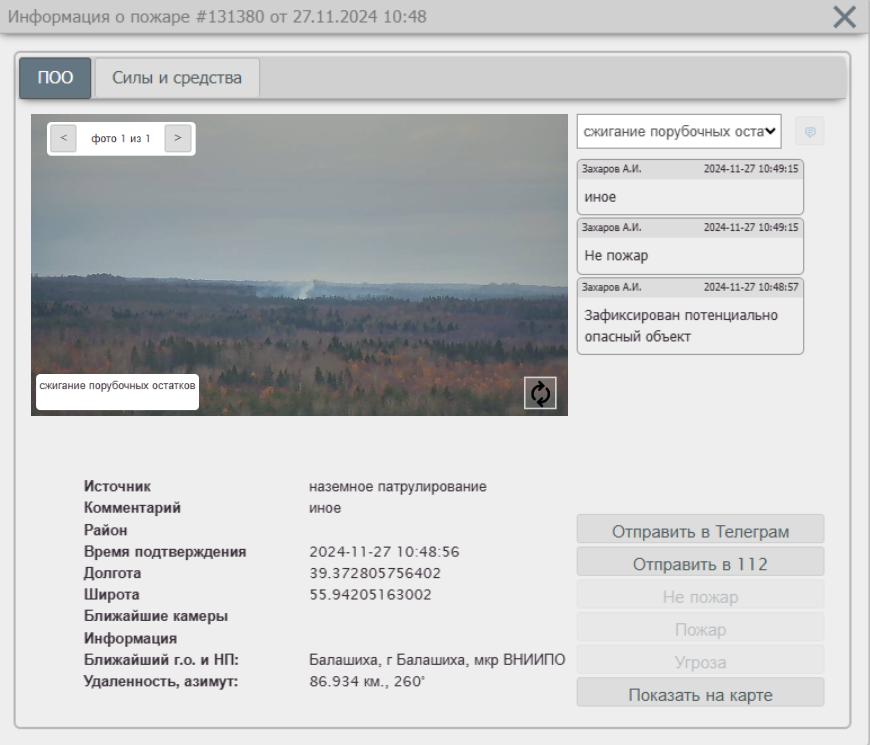 Информация о пожаре #131380 от 27.11.2024 10:48
ПОО
Силы и средства
< фото 1 из 1 >
сжигание порубочных остатков
сжигание порубочных оста
Захаров А.И. 2024-11-27 10:49:15
иное
Захаров А.И. 2024-11-27 10:49:15
Не пожар
Захаров А.И. 2024-11-27 10:48:57
Зафиксирован потенциально
опасный объект
Источник наземное патрулирование
Комментарий иное
Район
Время подтверждения 2024-11-27 10:48:56
Долгота 39.372805756402
Широта 55.94205163002
Ближайшие камеры
Информация
Ближайший г.о. и НП: Балашиха, г Балашиха, мкр ВНИИПО
Удаленность, азимут: 86.934 км., 260°
Отправить в Телеграм
Отправить в 112
Не пожар
Пожар
Угроза
Показать на карте